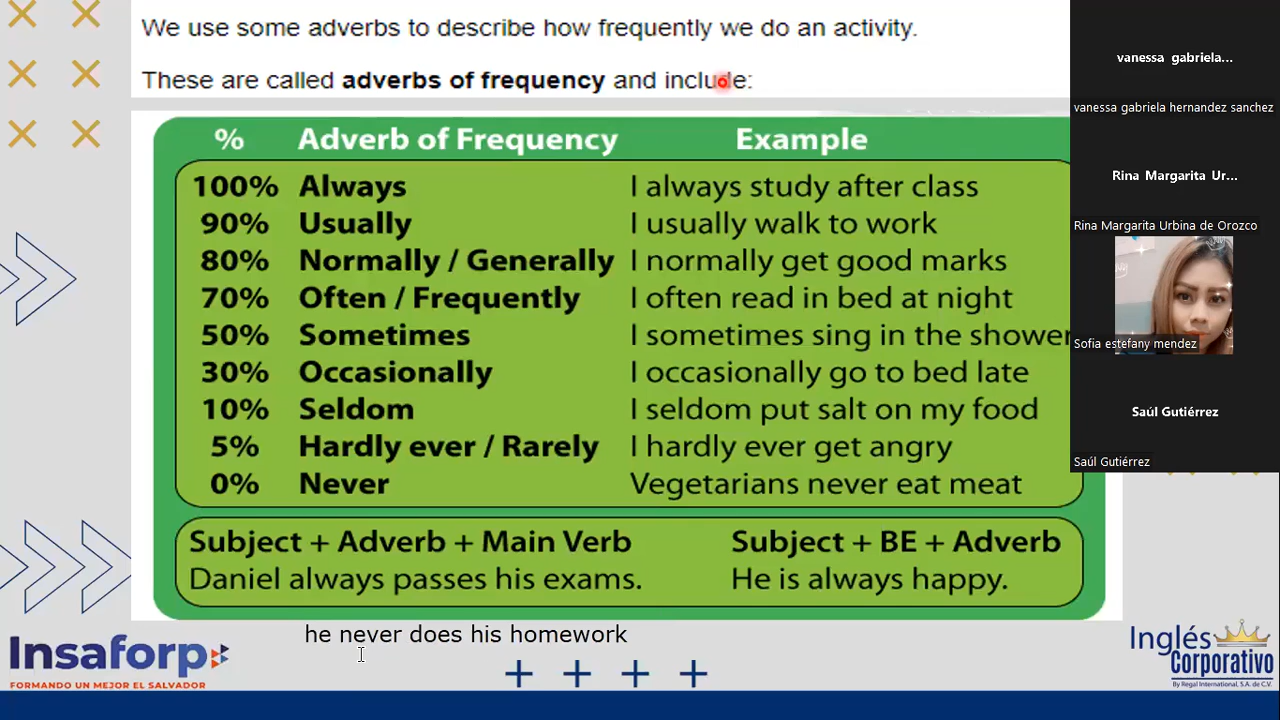 We use some adverbs to describe how frequently we do an activity.
These are called adverbs of frequency and include:
% Adverb of Frequency Example
100% Always I always study after class
90% Usually I usually walk to work
80% Normally / Generally I normally get good marks
70% Often / Frequently I often read in bed at night
50% Sometimes I sometimes sing in the shower
30% Occasionally I occasionally go to bed late
10% Seldom I seldom put salt on my food
5% Hardly ever / Rarely I hardly ever get angry
0% Never Vegetarians never eat meat
Subject + Adverb + Main Verb Subject + BE + Adverb
Daniel always passes his exams. He is always happy.
he never does his homework
Insaforp
FORMANDO UN MEJOR EL SALVADOR
Inglés
Corporativo
By Regal International, S.A. de C.V.
vanessa gabriela...
vanessa gabriela hernandez sanchez
Rina Margarita Ur...
Rina Margarita Urbina de Orozco
Sofia estefany mendez
Saúl Gutiérrez
Saúl Gutiérrez